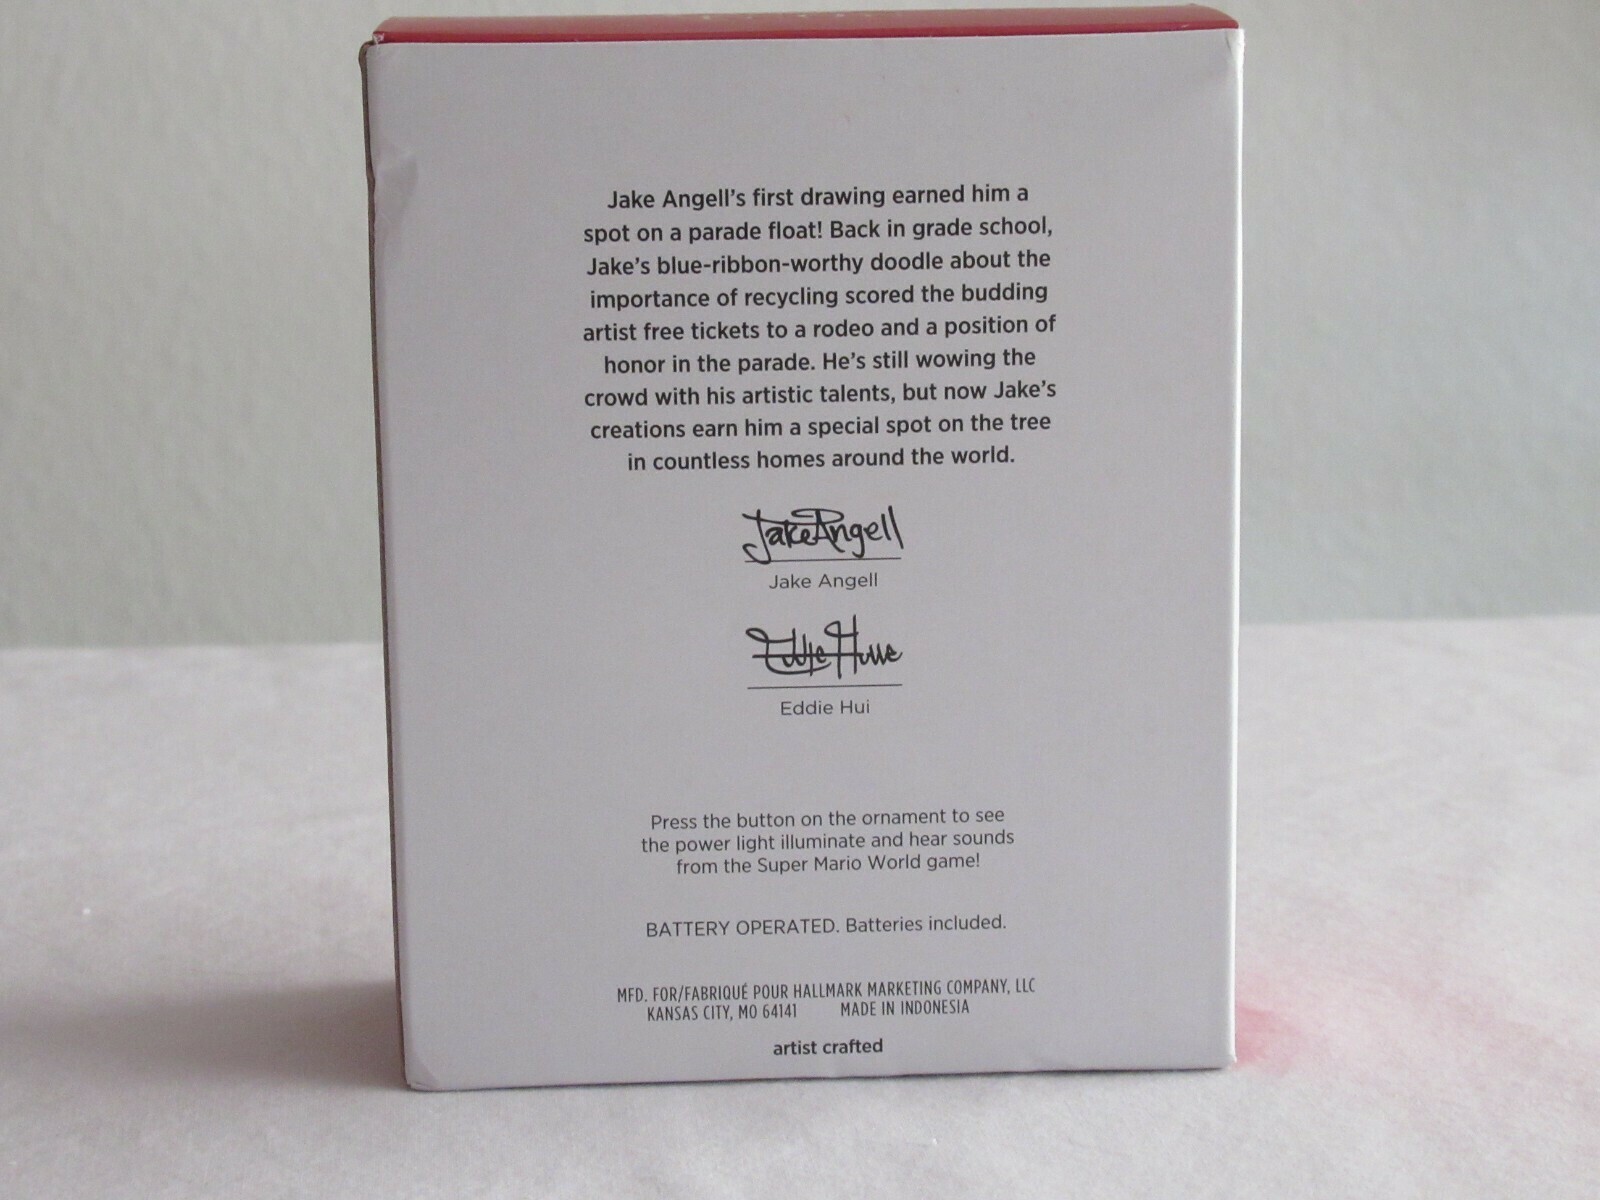 Jake Angell's first drawing earned him a
spot on a parade float! Back in grade school,
Jake's blue-ribbon-worthy doodle about the
importance of recycling scored the budding
artist free tickets to a rodeo and a position of
honor in the parade. He's still wowing the
crowd with his artistic talents, but now Jake's
creations earn him a special spot on the tree
in countless homes around the world.
Jake Angell
Jake Angell
Eddie Hui
Press the button on the ornament to see
the power light illuminate and hear sounds
from the Super Mario World game!
BATTERY OPERATED. Batteries included.
MFD. FOR/FABRIQUÉ POUR HALLMARK MARKETING COMPANY, LLC
KANSAS CITY, MO 64141 MADE IN INDONESIA
artist crafted